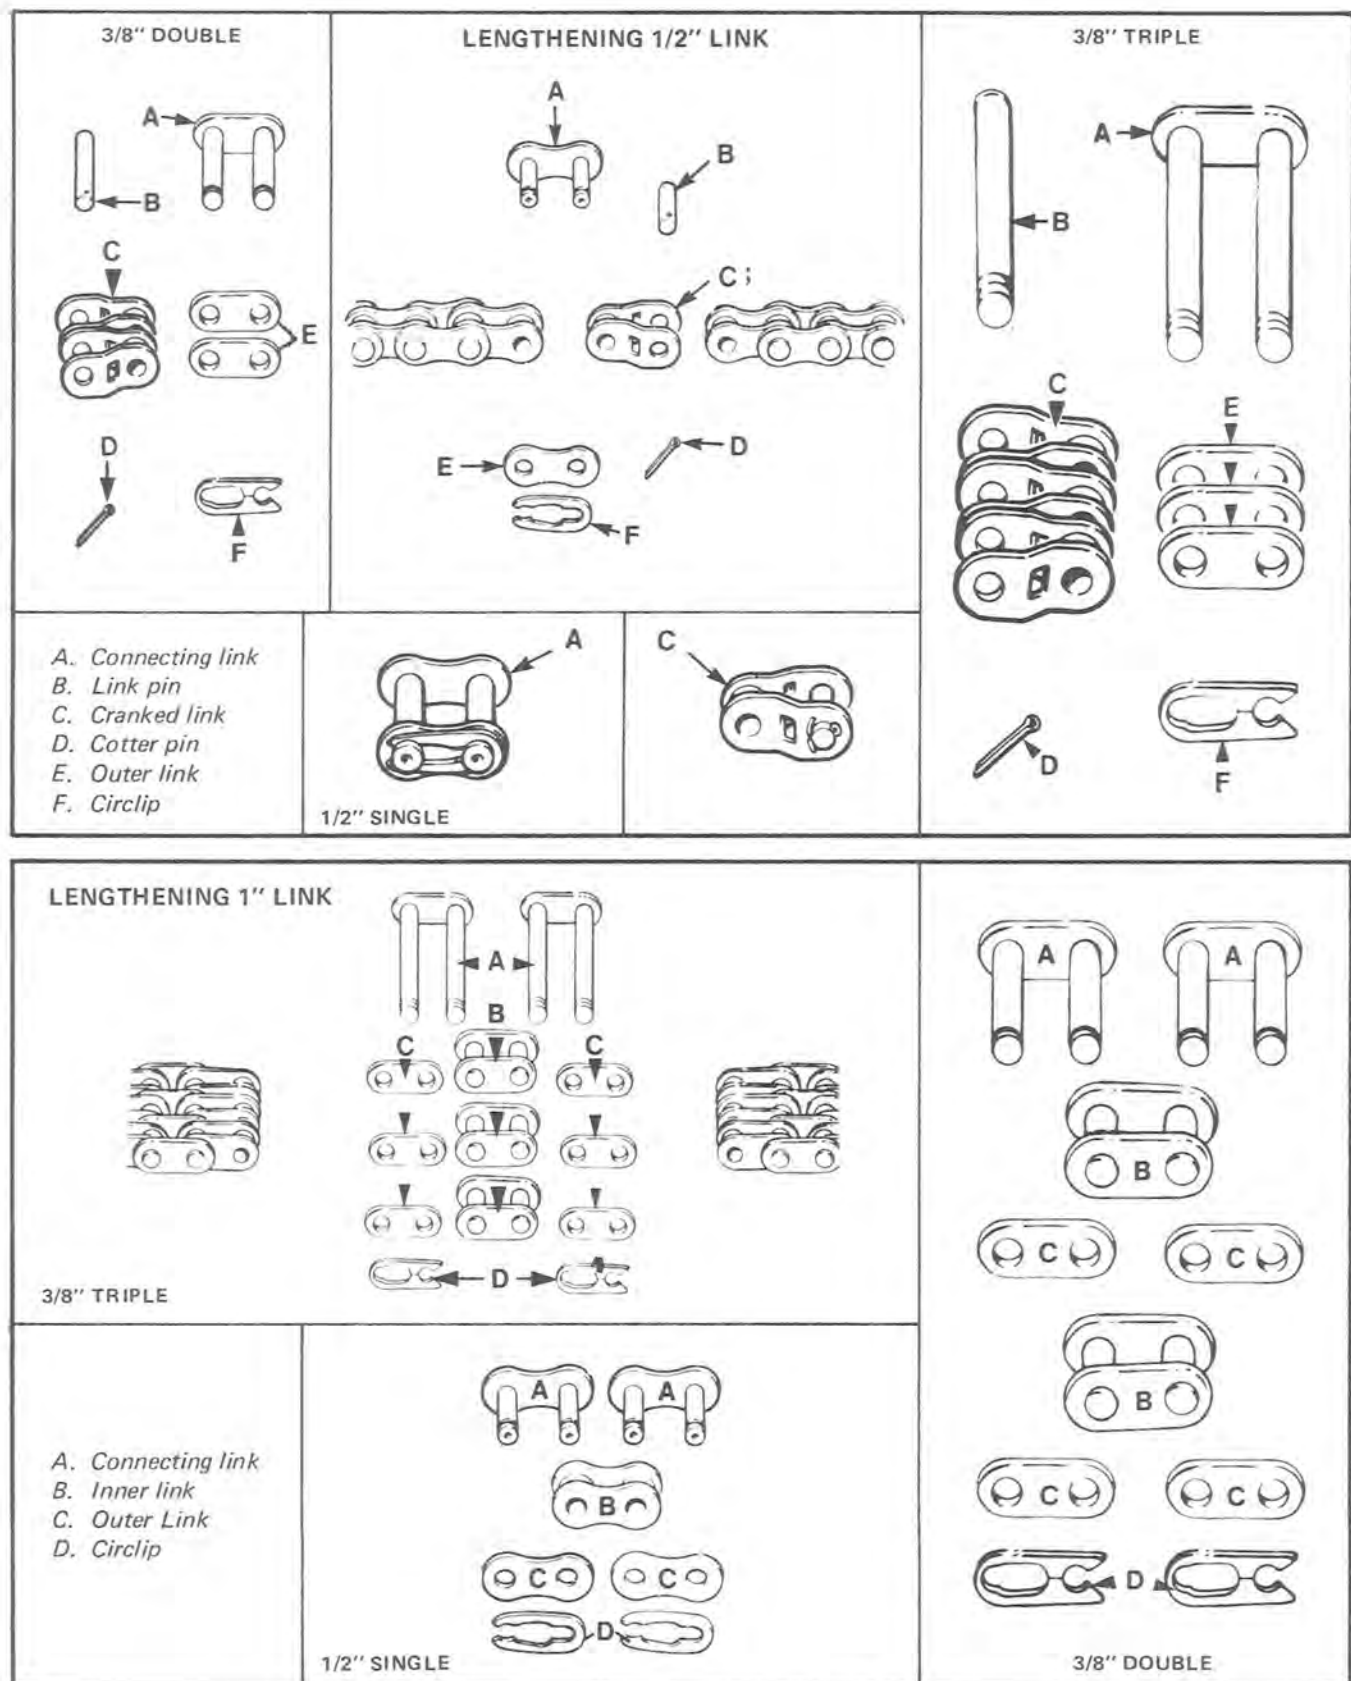 3/8" DOUBLE
A
B
C
E
D
F
LENGTHENING 1/2" LINK
A
B
C ;
E
D
F
3/8" TRIPLE
A
B
C
E
D
F
A. Connecting link
B. Link pin
C. Cranked link
D. Cotter pin
E. Outer link
F. Circlip
A
1/2" SINGLE
C
LENGTHENING 1" LINK
A
B
C
C
D
3/8" TRIPLE
A. Connecting link
B. Inner link
C. Outer Link
D. Circlip
A
A
B
C
C
D
1/2" SINGLE
A
A
B
C
C
B
C
C
D
3/8" DOUBLE